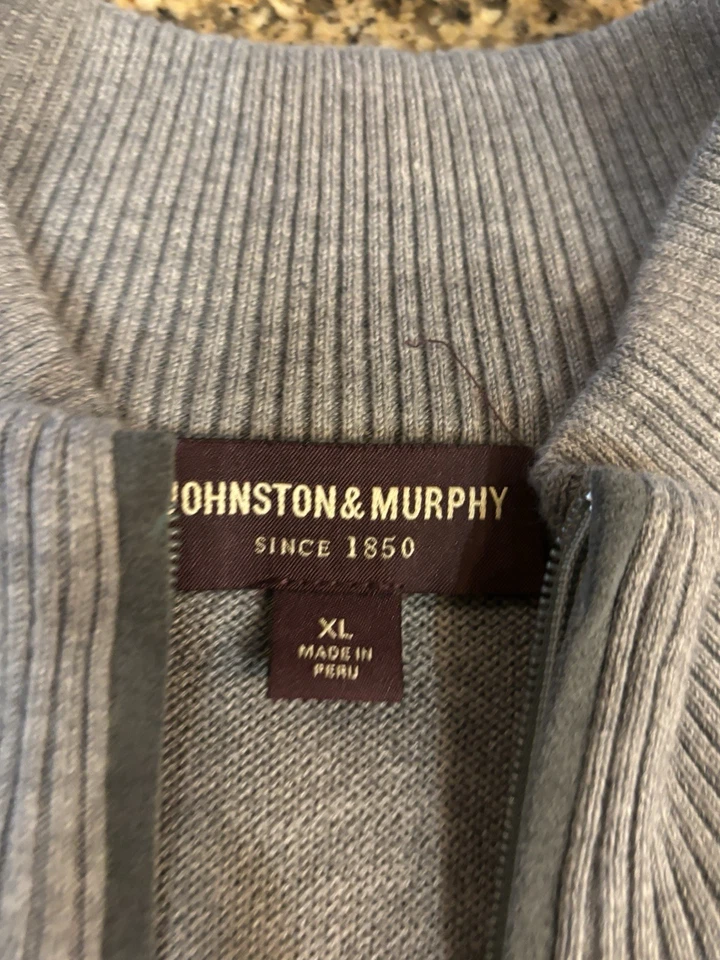 JOHNSTON & MURPHY
SINCE 1850
XL
MADE IN
PERU